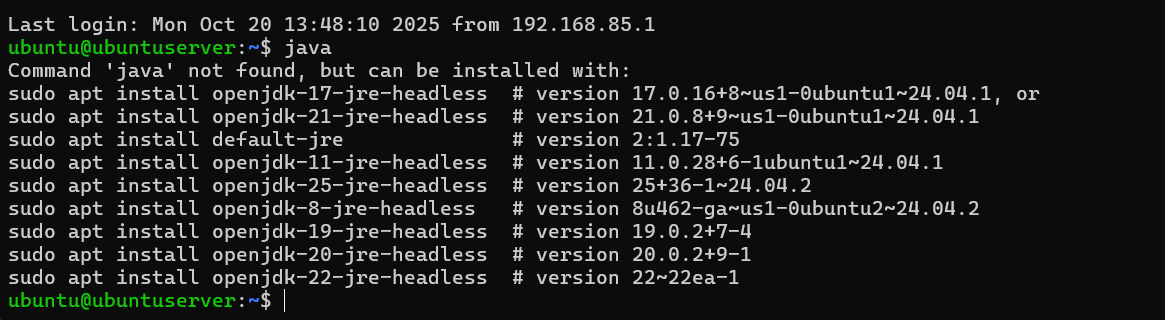 Last login: Mon Oct 20 13:48:10 2025 from 192.168.85.1
ubuntu@ubuntuserver:~$ java
Command 'java' not found, but can be installed with:
sudo apt install openjdk-17-jre-headless  # version 17.0.16+8~us1-0ubuntu1~24.04.1, or
sudo apt install openjdk-21-jre-headless  # version 21.0.8+9~us1-0ubuntu1~24.04.1
sudo apt install default-jre              # version 2:1.17-75
sudo apt install openjdk-11-jre-headless  # version 11.0.28+6-1ubuntu1~24.04.1
sudo apt install openjdk-25-jre-headless  # version 25+36-1~24.04.2
sudo apt install openjdk-8-jre-headless   # version 8u462-ga~us1-0ubuntu2~24.04.2
sudo apt install openjdk-19-jre-headless  # version 19.0.2+7-4
sudo apt install openjdk-20-jre-headless  # version 20.0.2+9-1
sudo apt install openjdk-22-jre-headless  # version 22~22ea-1
ubuntu@ubuntuserver:~$